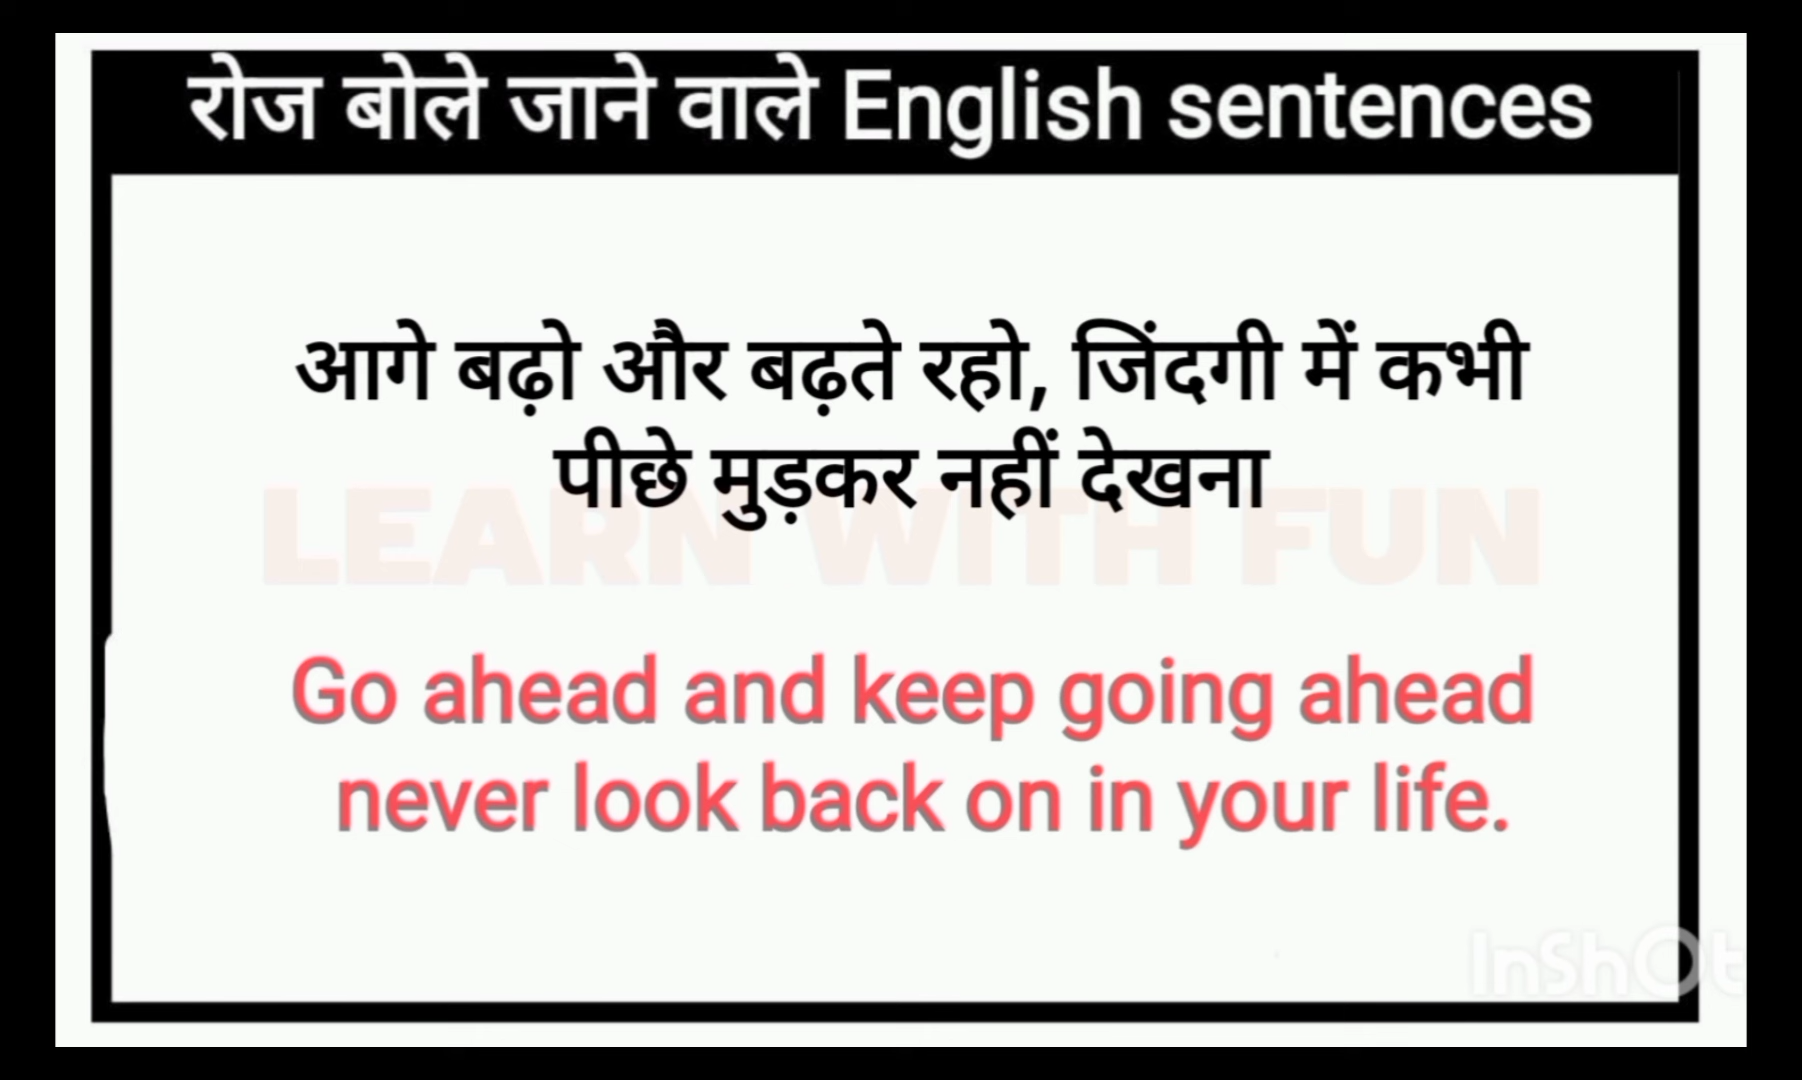 रोज बोले जाने वाले English sentences
आगे बढ़ो और बढ़ते रहो, जिंदगी में कभी
पीछे मुड़कर नहीं देखना
LEARN WITH FUN
Go ahead and keep going ahead
never look back on in your life.
InShOt